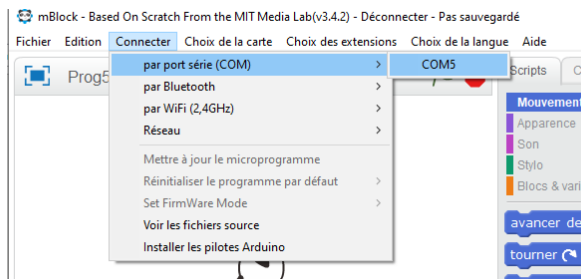 mBlock - Based On Scratch From the MIT Media Lab(v3.4.2) - Déconnecter - Pas sauvegardé
Fichier Edition Connecter Choix de la carte Choix des extensions Choix de la langue Aide
par port série (COM) > COM5
par Bluetooth >
par WiFi (2,4GHz) >
Réseau >
Mettre à jour le microprogramme
Réinitialiser le programme par défaut >
Set FirmWare Mode >
Voir les fichiers source
Installer les pilotes Arduino
Prog5
Scripts C
Mouvement
Apparence
Son
Stylo
Blocs & vari
avancer de
tourner